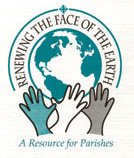 RENEWING THE FACE OF THE EARTH
A Resource for Parishes